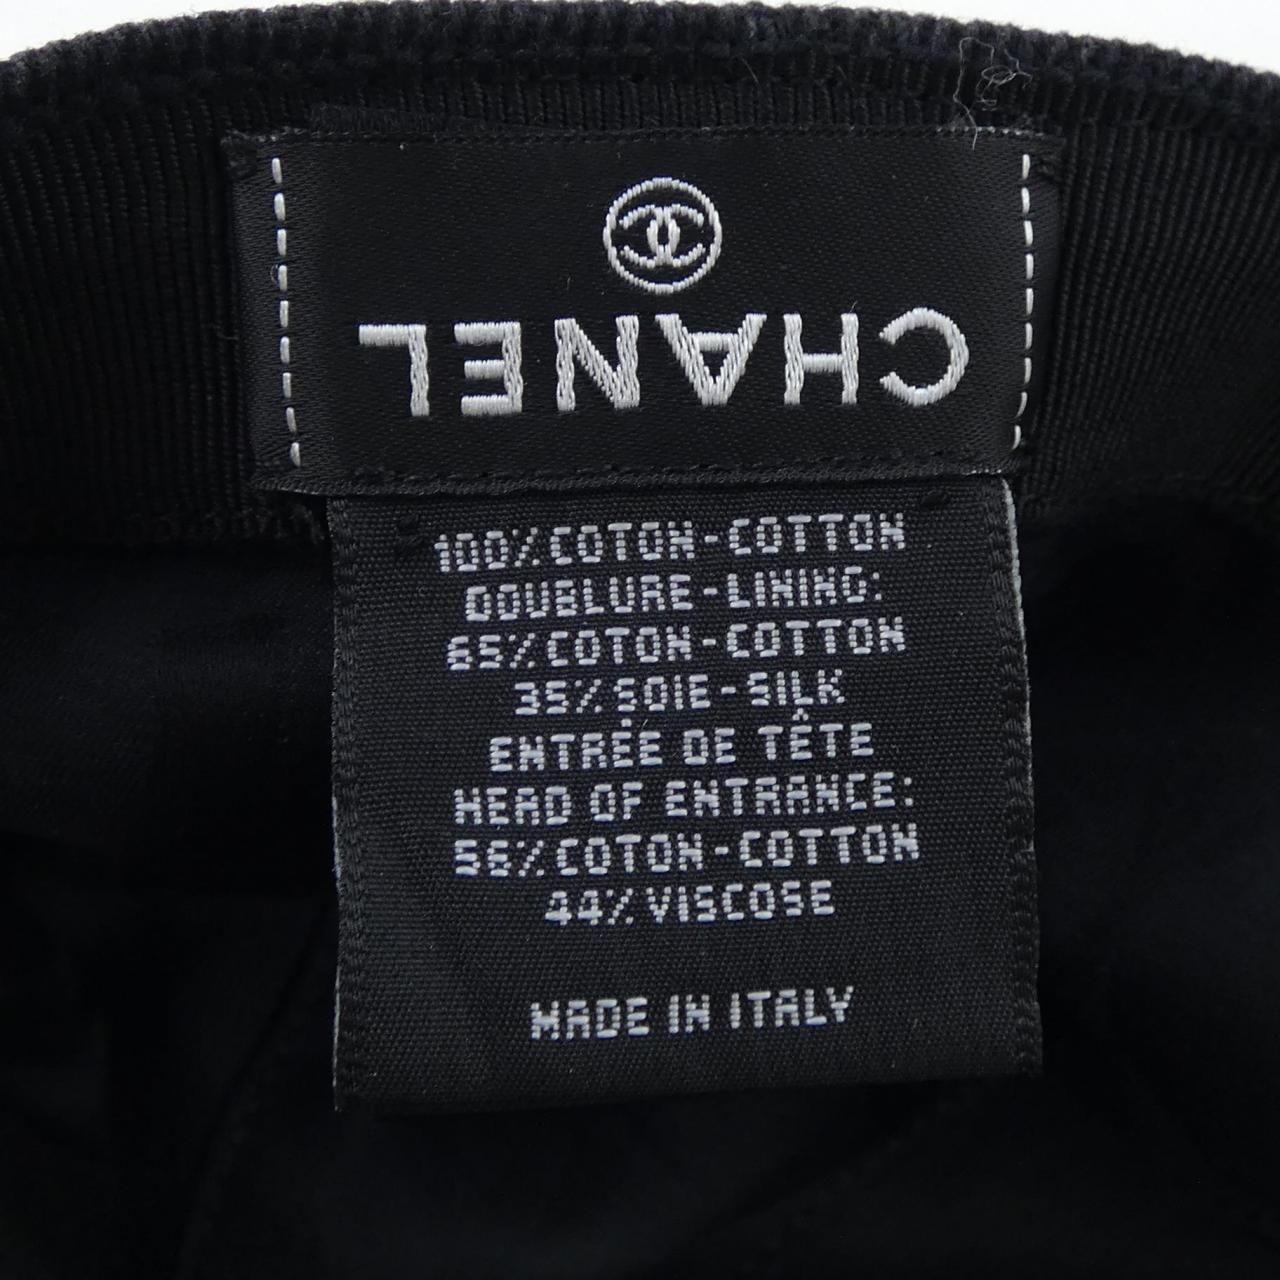 CHANEL
100% COTON - COTTON
DOUBLURE - LINING:
65% COTON - COTTON
35% SOIE - SILK
ENTRÉE DE TÊTE
HEAD OF ENTRANCE:
56% COTON - COTTON
44% VISCOSE
MADE IN ITALY